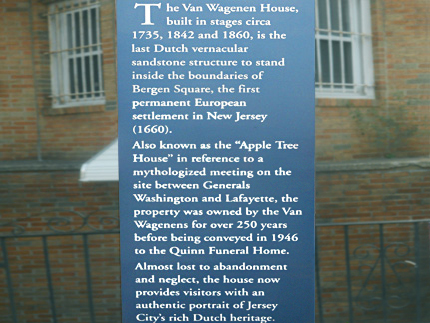 The Van Wagenen House,
built in stages circa
1735, 1842 and 1860, is the
last Dutch vernacular
sandstone structure to stand
inside the boundaries of
Bergen Square, the first
permanent European
settlement in New Jersey
(1660).
Also known as the “Apple Tree
House” in reference to a
mythologized meeting on the
site between Generals
Washington and Lafayette, the
property was owned by the Van
Wagenens for over 250 years
before being conveyed in 1946
to the Quinn Funeral Home.
Almost lost to abandonment
and neglect, the house now
provides visitors with an
authentic portrait of Jersey
City’s rich Dutch heritage.